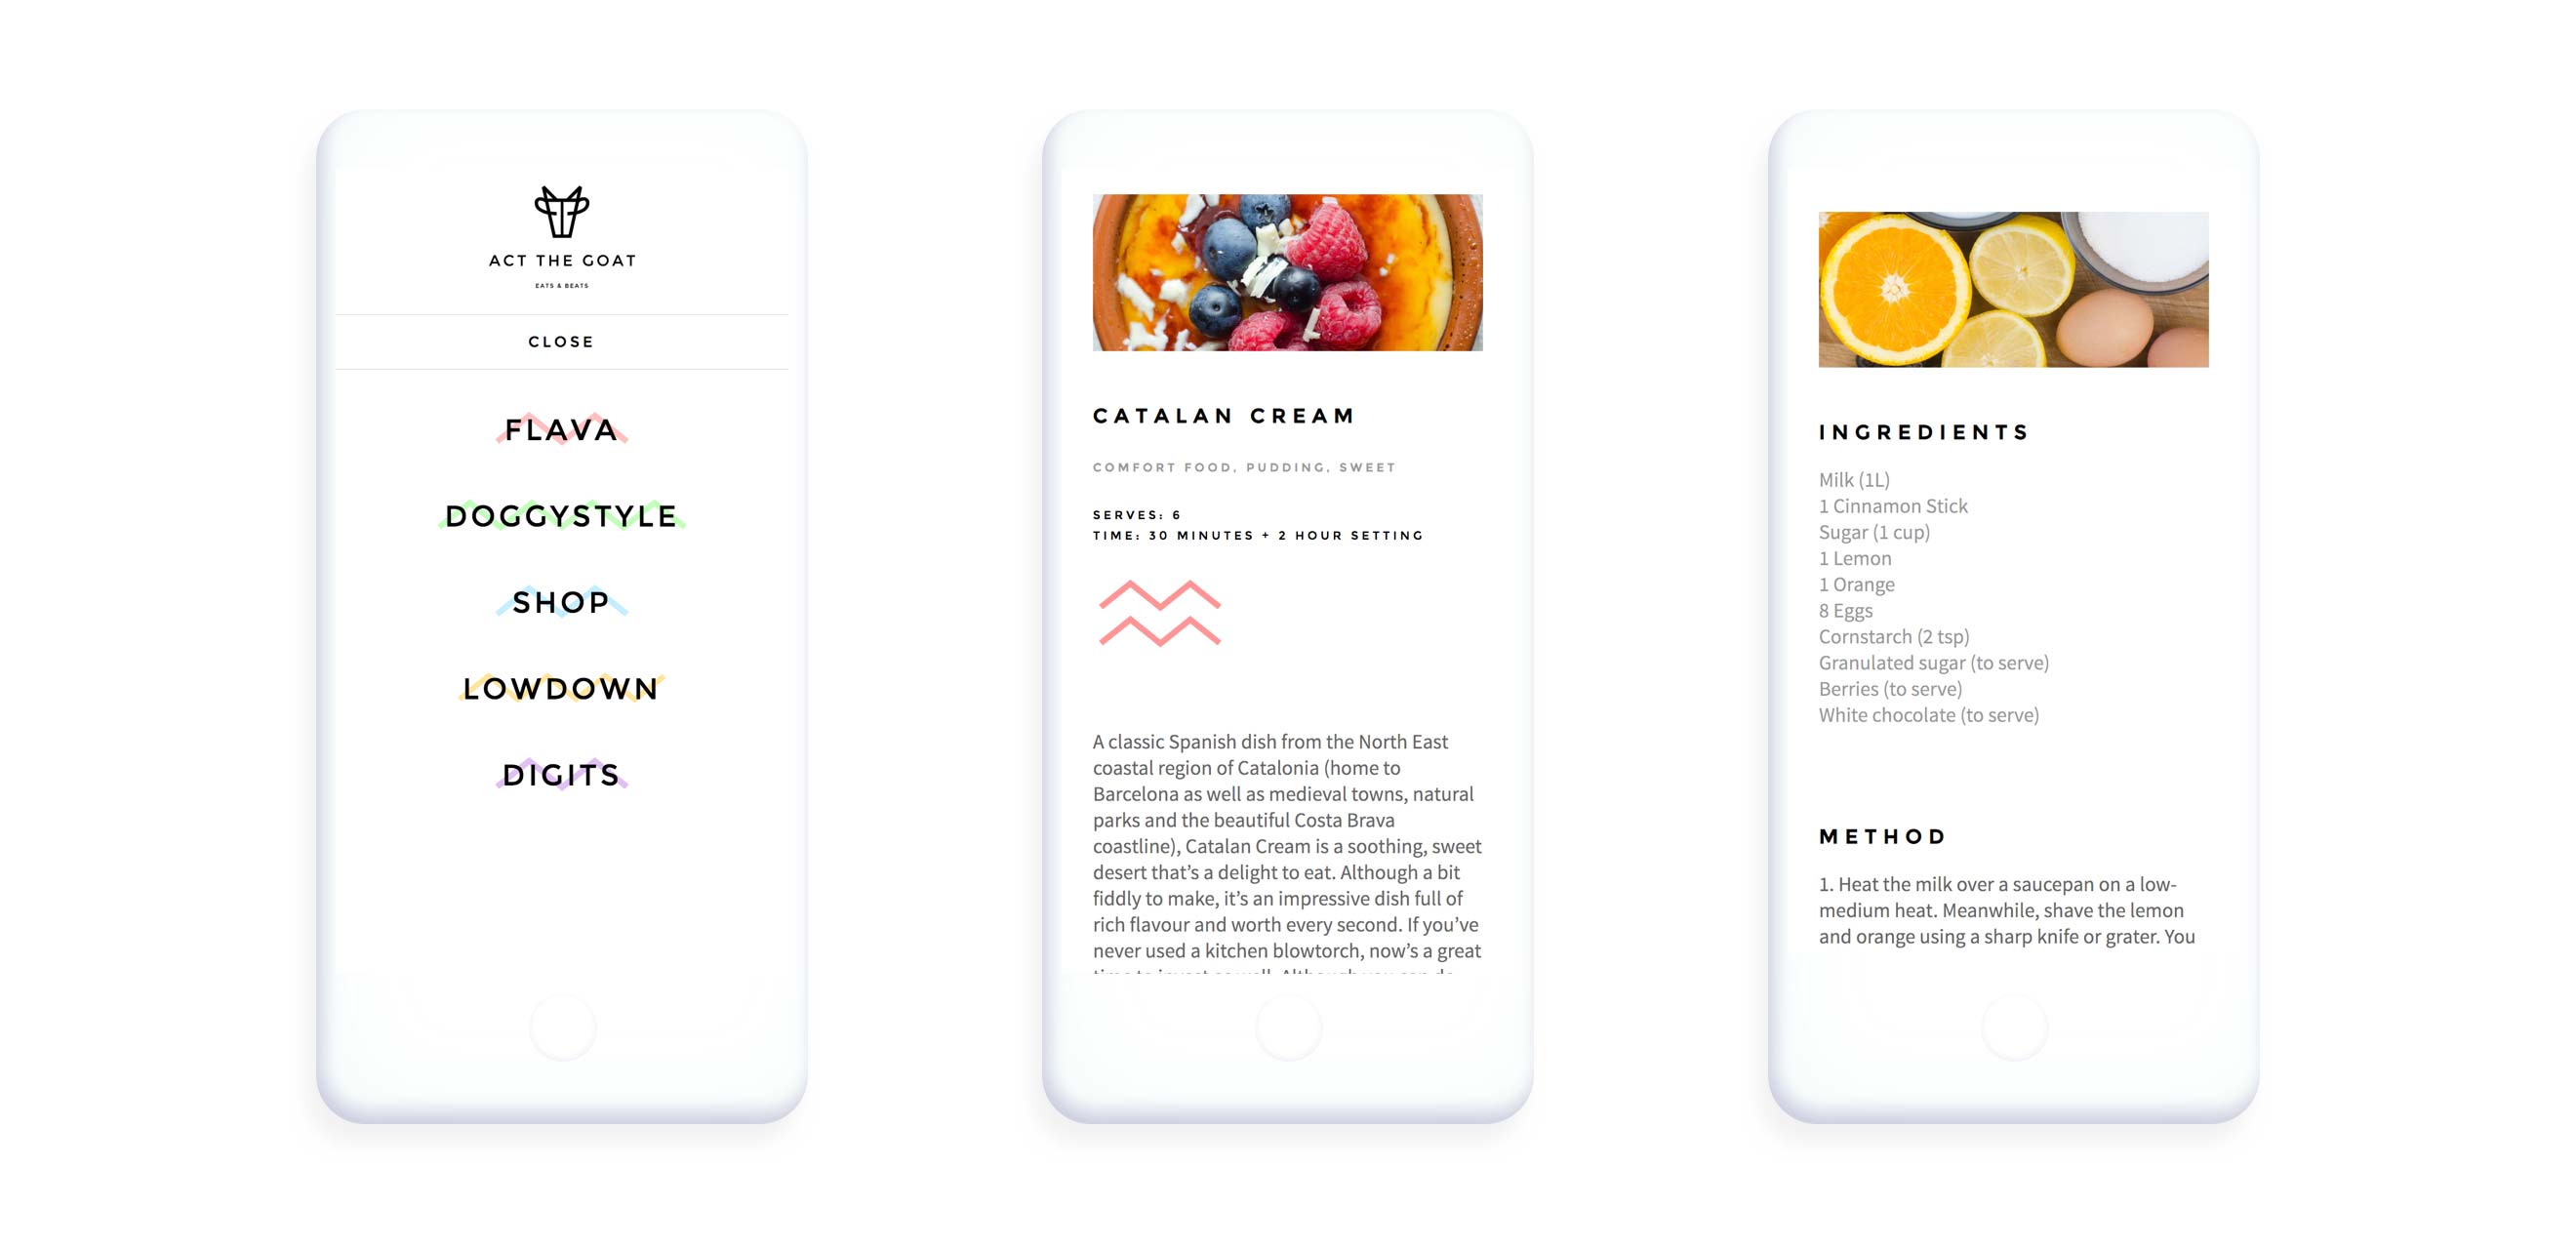 ACT THE GOAT
EATS & BEATS
CLOSE
FLAVA
DOGGYSTYLE
SHOP
LOWDOWN
DIGITS
CATALAN CREAM
COMFORT FOOD, PUDDING, SWEET
SERVES: 6
TIME: 30 MINUTES + 2 HOUR SETTING
A classic Spanish dish from the North East
coastal region of Catalonia (home to
Barcelona as well as medieval towns, natural
parks and the beautiful Costa Brava
coastline), Catalan Cream is a soothing, sweet
desert that’s a delight to eat. Although a bit
fiddly to make, it’s an impressive dish full of
rich flavour and worth every second. If you’ve
never used a kitchen blowtorch, now’s a great
INGREDIENTS
Milk (1L)
1 Cinnamon Stick
Sugar (1 cup)
1 Lemon
1 Orange
8 Eggs
Cornstarch (2 tsp)
Granulated sugar (to serve)
Berries (to serve)
White chocolate (to serve)
METHOD
1. Heat the milk over a saucepan on a low-
medium heat. Meanwhile, shave the lemon
and orange using a sharp knife or grater. You